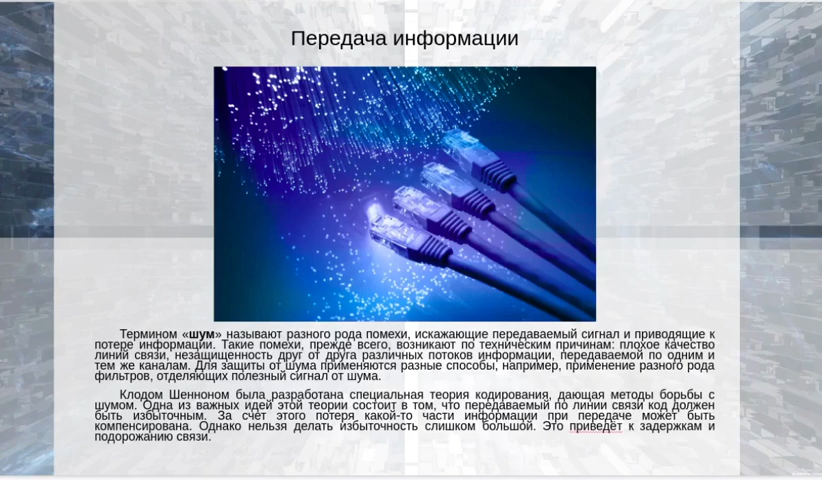 Передача информации
Термином «шум» называют разного рода помехи, искажающие передаваемый сигнал и приводящие к
потере информации. Такие помехи, прежде всего, возникают по техническим причинам: плохое качество
линий связи, незащищенность друг от друга различных потоков информации, передаваемой по одним и
тем же каналам. Для защиты от шума применяются разные способы, например, применение разного рода
фильтров, отделяющих полезный сигнал от шума.
Клодом Шенноном была разработана специальная теория кодирования, дающая методы борьбы с
шумом. Одна из важных идей этой теории состоит в том, что передаваемый по линии связи код должен
быть избыточным. За счёт этого потеря какой-то части информации при передаче может быть
компенсирована. Однако нельзя делать избыточность слишком большой. Это приведёт к задержкам и
подорожанию связи.